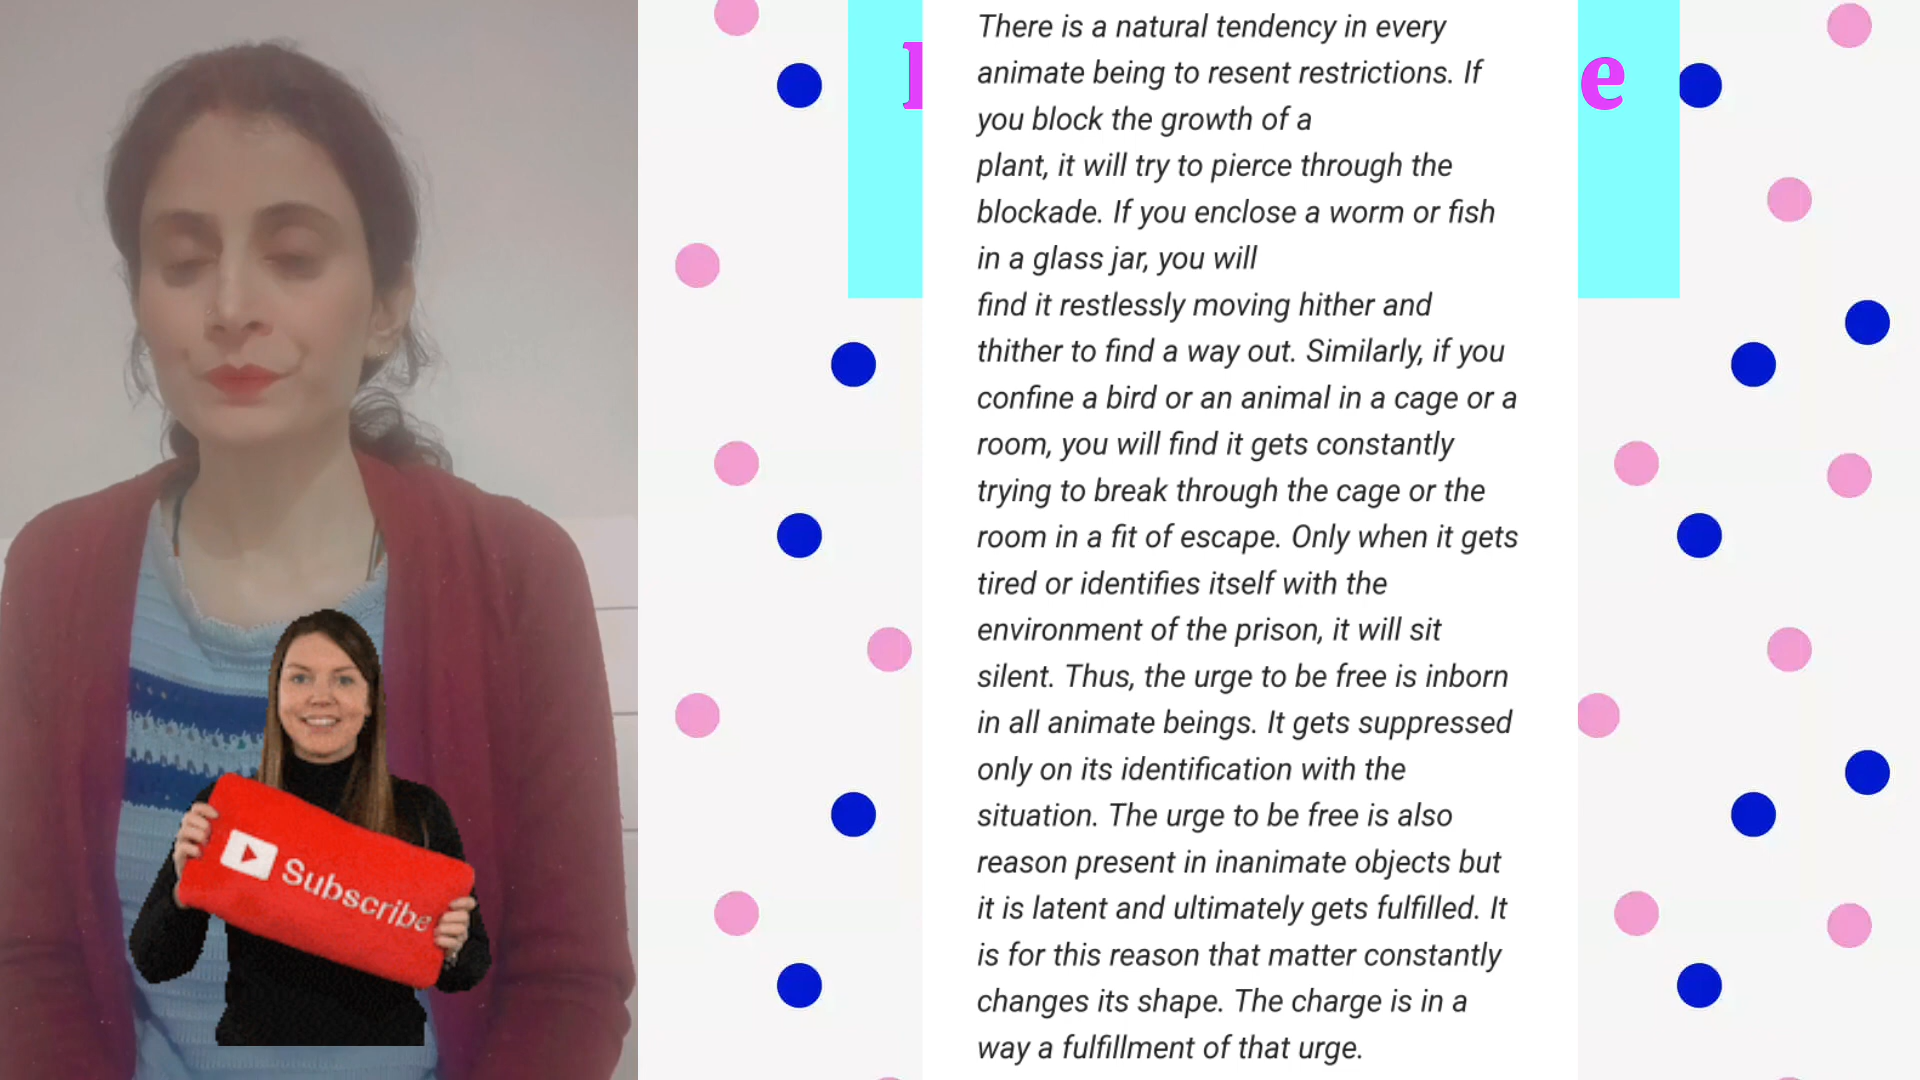 There is a natural tendency in every
animate being to resent restrictions. If
you block the growth of a
plant, it will try to pierce through the
blockade. If you enclose a worm or fish
in a glass jar, you will
find it restlessly moving hither and
thither to find a way out. Similarly, if you
confine a bird or an animal in a cage or a
room, you will find it gets constantly
trying to break through the cage or the
room in a fit of escape. Only when it gets
tired or identifies itself with the
environment of the prison, it will sit
silent. Thus, the urge to be free is inborn
in all animate beings. It gets suppressed
only on its identification with the
situation. The urge to be free is also
reason present in inanimate objects but
it is latent and ultimately gets fulfilled. It
is for this reason that matter constantly
changes its shape. The charge is in a
way a fulfillment of that urge.
e
Subscribe